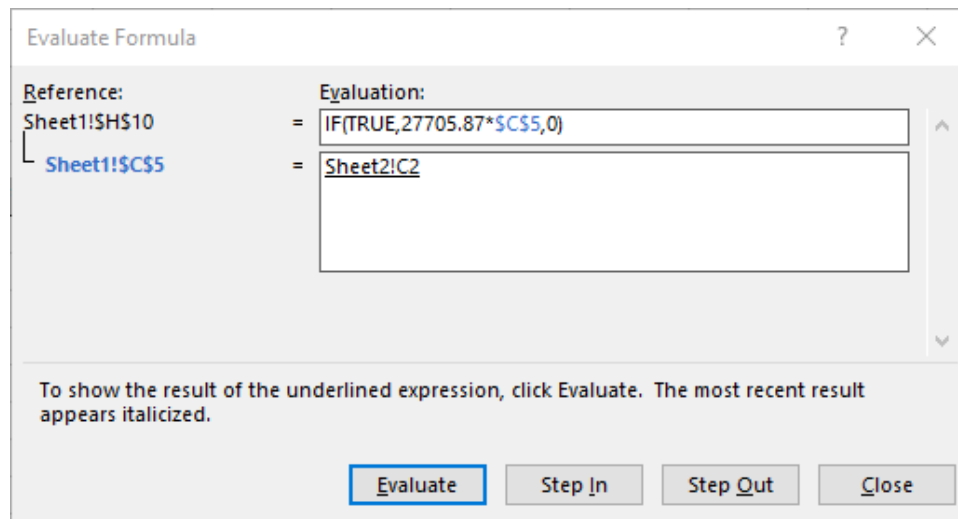 Evaluate Formula ?
Reference: Evaluation:
Sheet1!$H$10 = IF(TRUE,27705.87*$C$5,0)
Sheet1!$C$5 = Sheet2!C2
To show the result of the underlined expression, click Evaluate. The most recent result
appears italicized.
Evaluate Step In Step Out Close